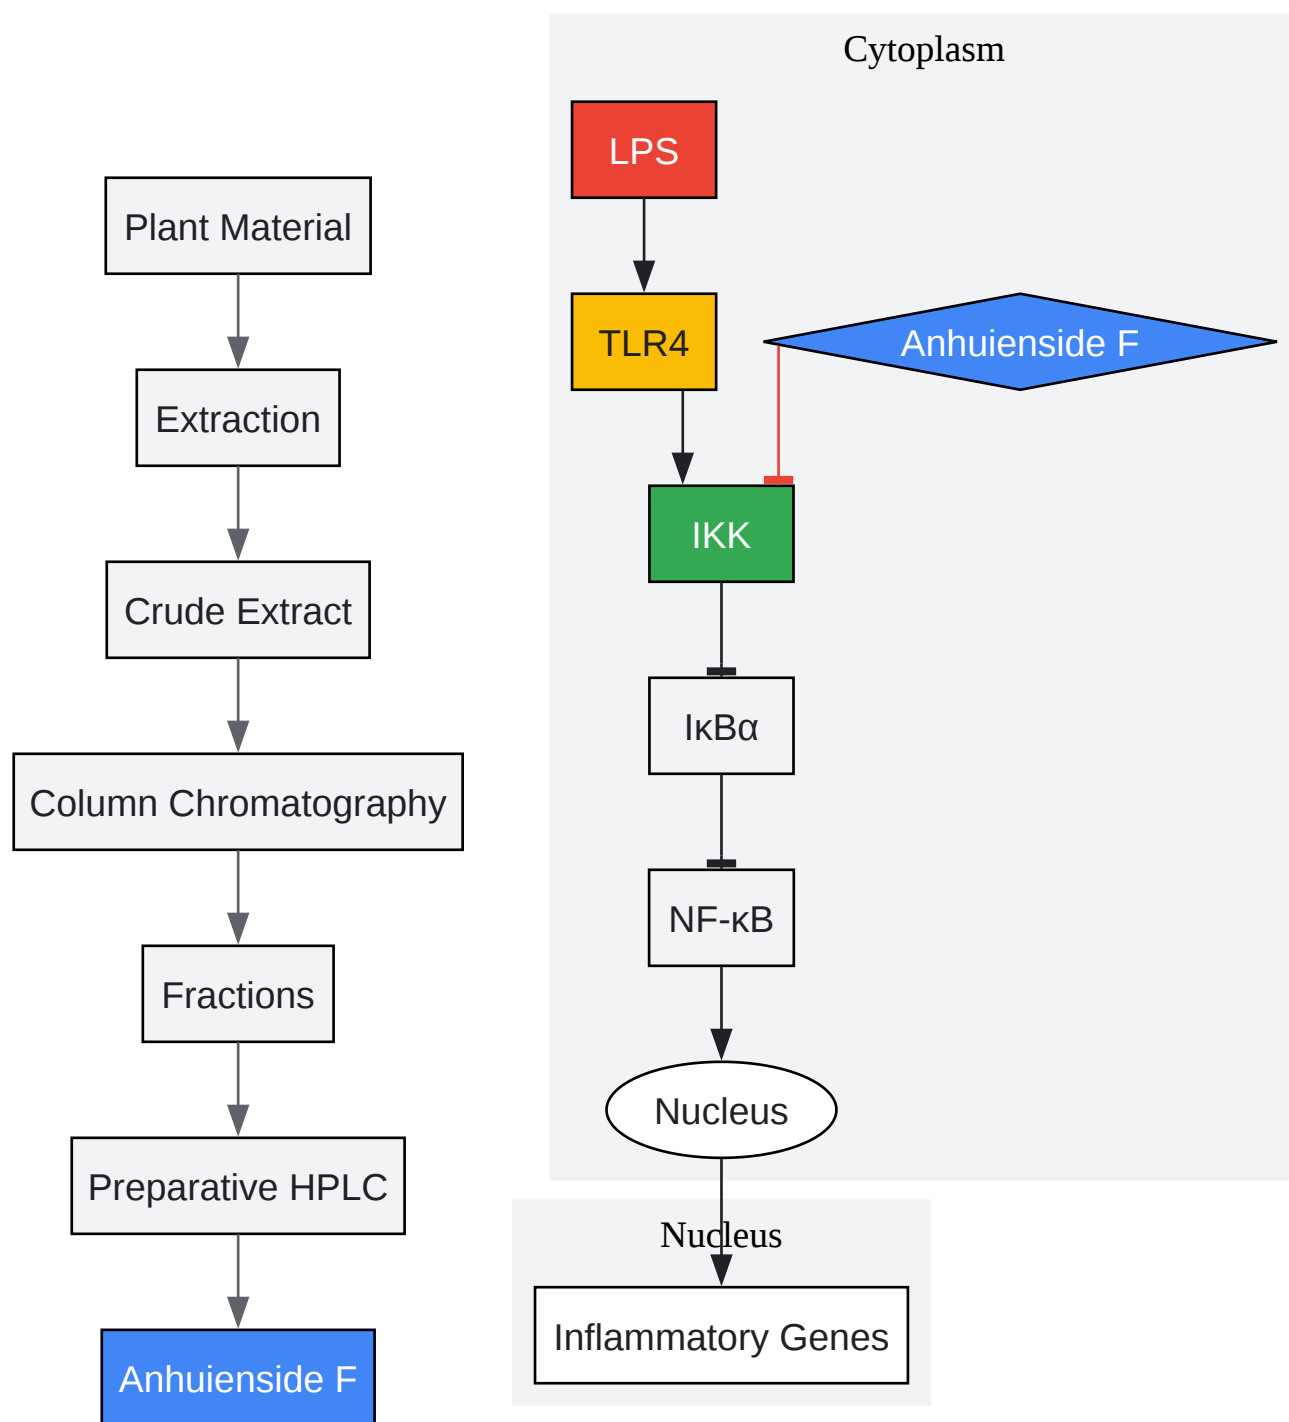 Plant Material
Extraction
Crude Extract
Column Chromatography
Fractions
Preparative HPLC
Anhuienside F
Cytoplasm
LPS
TLR4
Anhuienside F
IKK
IκBα
NF-κB
Nucleus
Nucleus
Inflammatory Genes